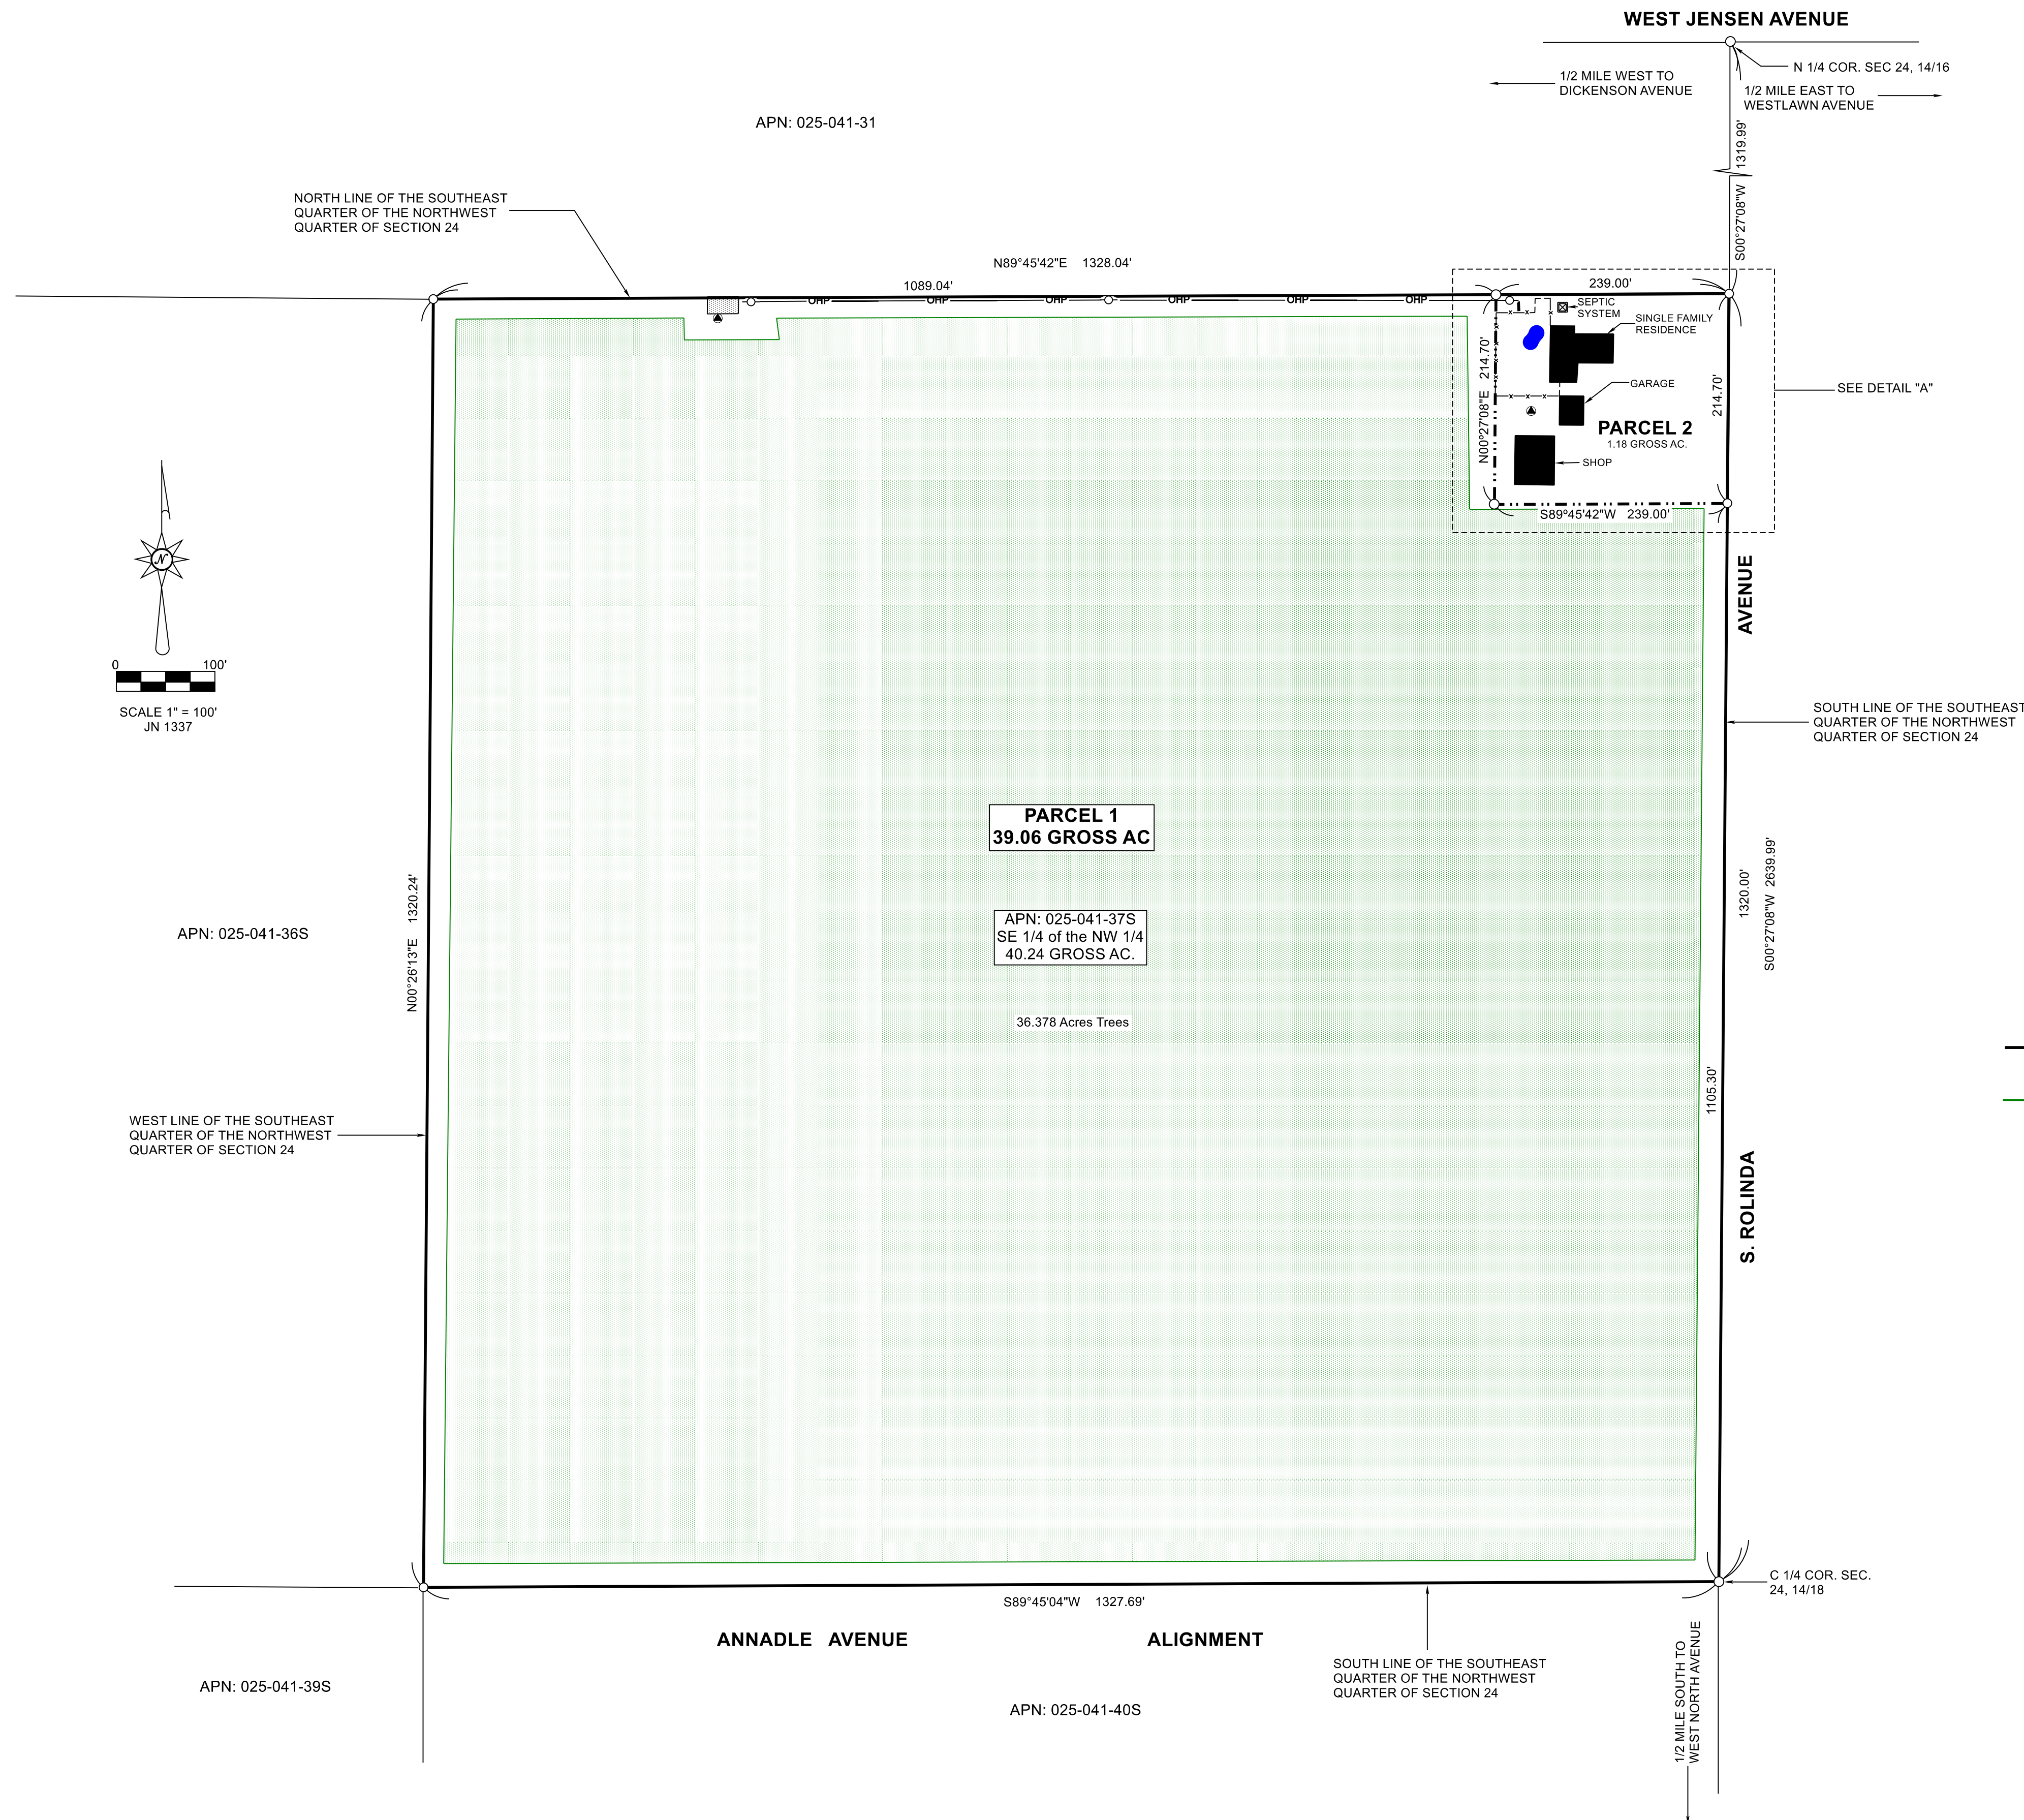 WEST JENSEN AVENUE
N 1/4 COR. SEC 24, 14/16
1/2 MILE WEST TO
DICKENSON AVENUE
1/2 MILE EAST TO
WESTLAWN AVENUE
APN: 025-041-31
S00°27'08"W 1319.99'
NORTH LINE OF THE SOUTHEAST
QUARTER OF THE NORTHWEST
QUARTER OF SECTION 24
N89°45'42"E 1328.04'
1089.04'
239.00'
OHP OHP OHP OHP OHP OHP
SEPTIC
SYSTEM
SINGLE FAMILY
RESIDENCE
N00°27'08"E 214.70'
214.70'
GARAGE
SEE DETAIL "A"
PARCEL 2
1.18 GROSS AC.
SHOP
S89°45'42"W 239.00'
N
0 100'
SCALE 1" = 100'
JN 1337
AVENUE
SOUTH LINE OF THE SOUTHEAST
QUARTER OF THE NORTHWEST
QUARTER OF SECTION 24
PARCEL 1
39.06 GROSS AC
N00°26'13"E 1320.24'
1320.00'
S00°27'08"W 2639.99'
APN: 025-041-36S
APN: 025-041-37S
SE 1/4 of the NW 1/4
40.24 GROSS AC.
36.378 Acres Trees
1105.30'
WEST LINE OF THE SOUTHEAST
QUARTER OF THE NORTHWEST
QUARTER OF SECTION 24
S. ROLINDA
C 1/4 COR. SEC.
24, 14/18
S89°45'04"W 1327.69'
ANNADLE AVENUE ALIGNMENT
SOUTH LINE OF THE SOUTHEAST
QUARTER OF THE NORTHWEST
QUARTER OF SECTION 24
APN: 025-041-39S
APN: 025-041-40S
1/2 MILE SOUTH TO
WEST NORTH AVENUE